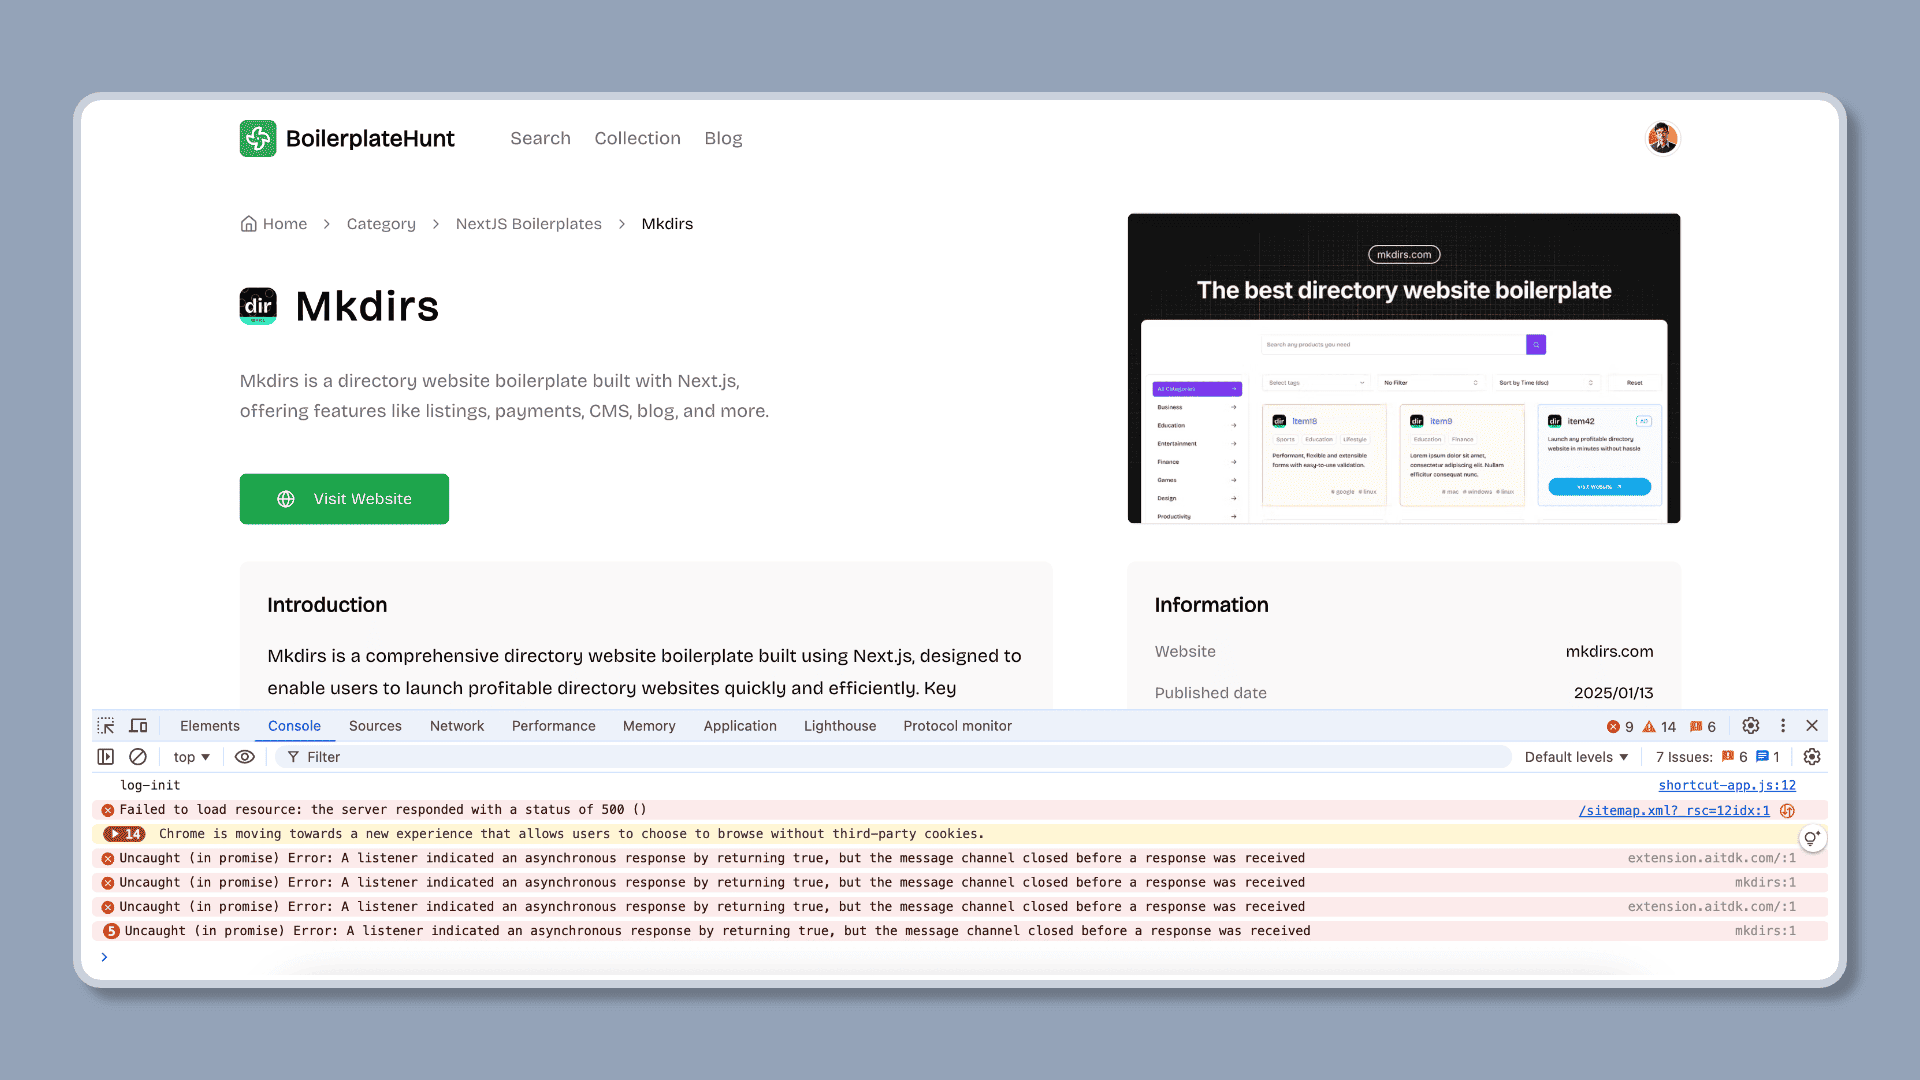 BoilerplateHunt
Search Collection Blog
Home > Category > NextJS Boilerplates > Mkdirs
dir Mkdirs
Mkdirs is a directory website boilerplate built with Next.js,
offering features like listings, payments, CMS, blog, and more.
Visit Website
mkdirs.com
The best directory website boilerplate
Search any products you need
Select tags No Filter Sort by Time (dsc) Reset
All Categories
Business
Education
Entertainment
Finance
Games
Design
Productivity
dir item18
Sports Education Lifestyle
Performant, flexible and extensible
forms with easy-to-use validation.
# google # linux
dir item9
Education Finance
Lorem ipsum dolor sit amet,
consectetur adipiscing elit. Nullam
efficitur consequat nunc.
# mac # windows # linux
dir item42
Launch any profitable directory
website in minutes without hassle
Visit Website
Introduction
Mkdirs is a comprehensive directory website boilerplate built using Next.js, designed to
enable users to launch profitable directory websites quickly and efficiently. Key
Information
Website mkdirs.com
Published date 2025/01/13
Elements Console Sources Network Performance Memory Application Lighthouse Protocol monitor 9 14 6
top Filter Default levels 7 Issues: 6 1
log-init shortcut-app.js:12
Failed to load resource: the server responded with a status of 500 () /sitemap.xml?_rsc=12idx:1
14 Chrome is moving towards a new experience that allows users to choose to browse without third-party cookies.
Uncaught (in promise) Error: A listener indicated an asynchronous response by returning true, but the message channel closed before a response was received extension.aitdk.com/:1
Uncaught (in promise) Error: A listener indicated an asynchronous response by returning true, but the message channel closed before a response was received mkdirs:1
Uncaught (in promise) Error: A listener indicated an asynchronous response by returning true, but the message channel closed before a response was received extension.aitdk.com/:1
5 Uncaught (in promise) Error: A listener indicated an asynchronous response by returning true, but the message channel closed before a response was received mkdirs:1
>